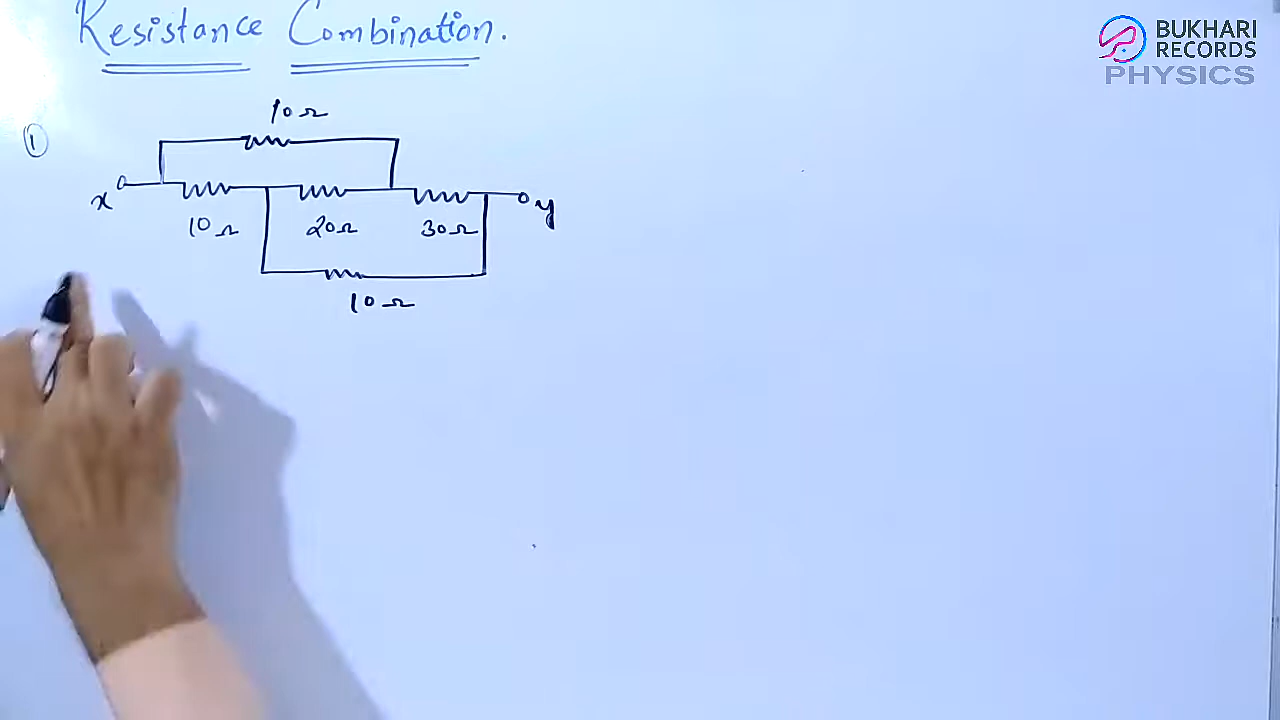 Resistance Combination.
BUKHARI
RECORDS
PHYSICS
①
10Ω
x
y
10Ω 20Ω 30Ω
10Ω